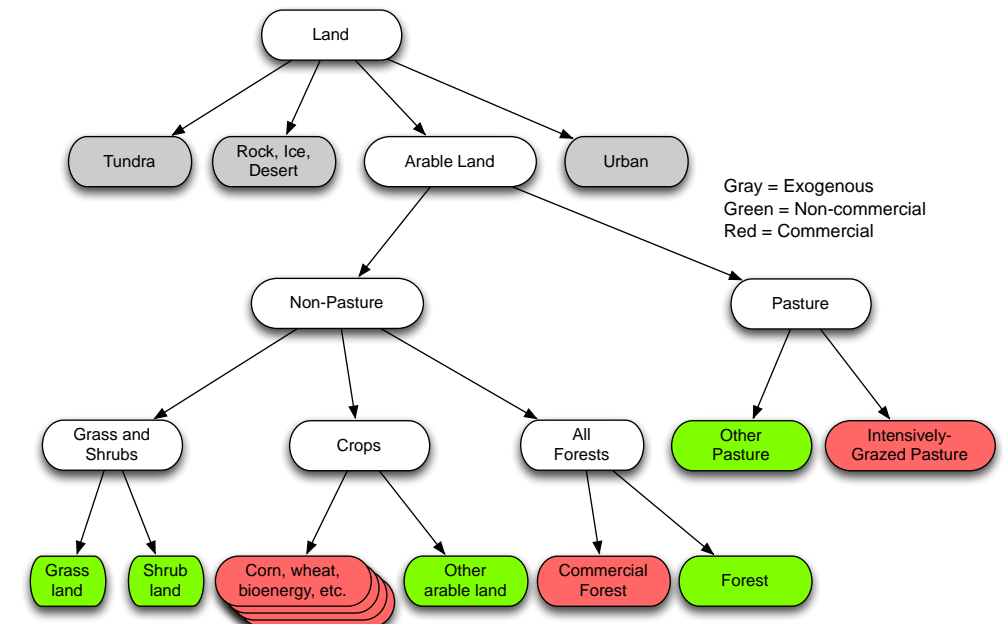 Land
Tundra
Rock, Ice,
Desert
Arable Land
Urban
Gray = Exogenous
Green = Non-commercial
Red = Commercial
Non-Pasture
Pasture
Grass and
Shrubs
Crops
All
Forests
Other
Pasture
Intensively-
Grazed Pasture
Grass
land
Shrub
land
Corn, wheat,
bioenergy, etc.
Other
arable land
Commercial
Forest
Forest